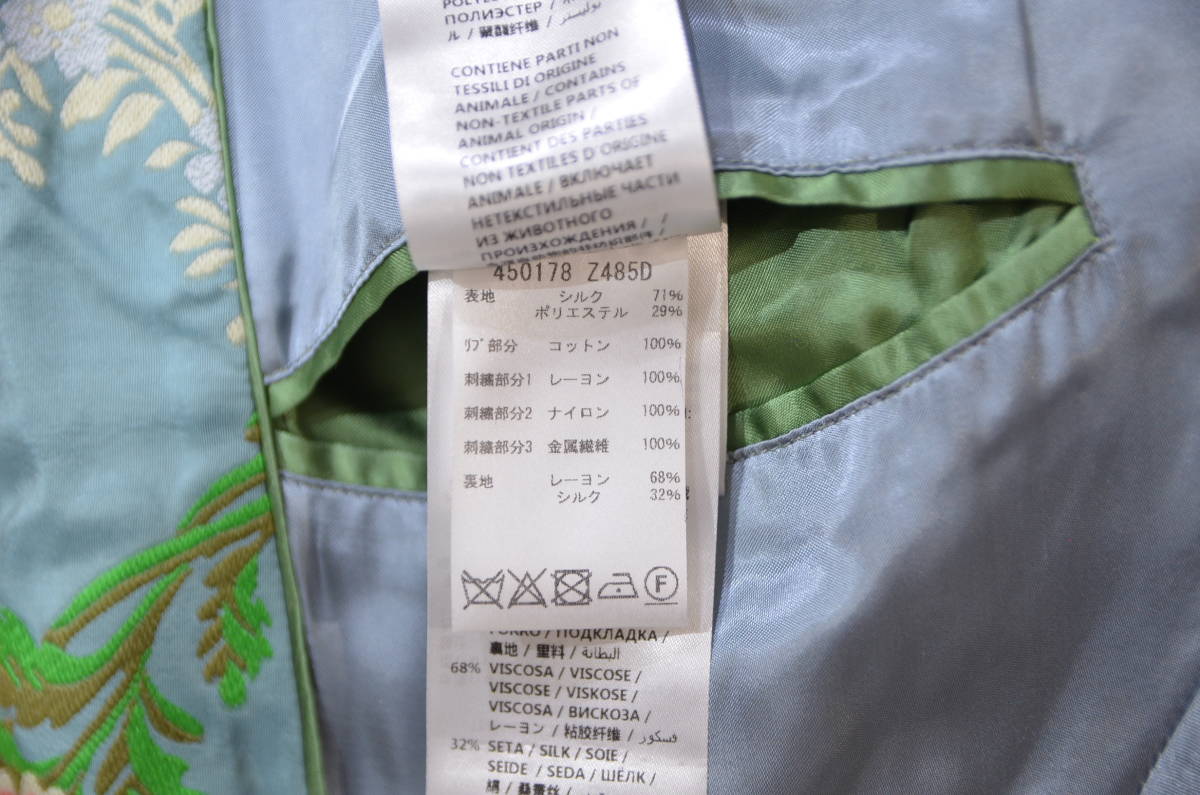 ПОЛИЭСТЕР /
ル / 聚酯纤维 / بوليستر
CONTIENE PARTI NON
TESSILI DI ORIGINE
ANIMALE / CONTAINS
NON-TEXTILE PARTS OF
ANIMAL ORIGIN /
CONTIENT DES PARTIES
NON TEXTILES D'ORIGINE
ANIMALE / ВКЛЮЧАЕТ
НЕТЕКСТИЛЬНЫЕ ЧАСТИ
ИЗ ЖИВОТНОГО
ПРОИЗХОЖДЕНИЯ /
450178 Z485D
表地 シルク 71%
ポリエステル 29%
リブ部分 コットン 100%
刺繍部分1 レーヨン 100%
刺繍部分2 ナイロン 100%
刺繍部分3 金属繊維 100%
裏地 レーヨン 68%
シルク 32%
F
FORRO / ПОДКЛАДКА /
裏地 / 里料 / البطانة
68% VISCOSA / VISCOSE /
VISCOSE / VISKOSE /
VISCOSA / ВИСКОЗА /
レーヨン / 粘胶纤维 / فسكوز
32% SETA / SILK / SOIE /
SEIDE / SEDA / ШЁЛК /
絹 / 桑蚕丝 /